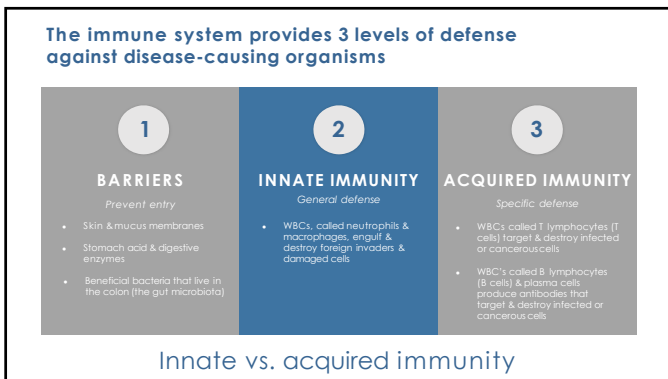 The immune system provides 3 levels of defense
against disease-causing organisms
1
BARRIERS
Prevent entry
• Skin & mucus membranes
• Stomach acid & digestive
enzymes
• Beneficial bacteria that live in
the colon (the gut microbiota)
2
INNATE IMMUNITY
General defense
• WBCs, called neutrophils &
macrophages, engulf &
destroy foreign invaders &
damaged cells
3
ACQUIRED IMMUNITY
Specific defense
• WBCs called T lymphocytes (T
cells) target & destroy infected
or cancerous cells
• WBC's called B lymphocytes
(B cells) & plasma cells
produce antibodies that
target & destroy infected or
cancerous cells
Innate vs. acquired immunity